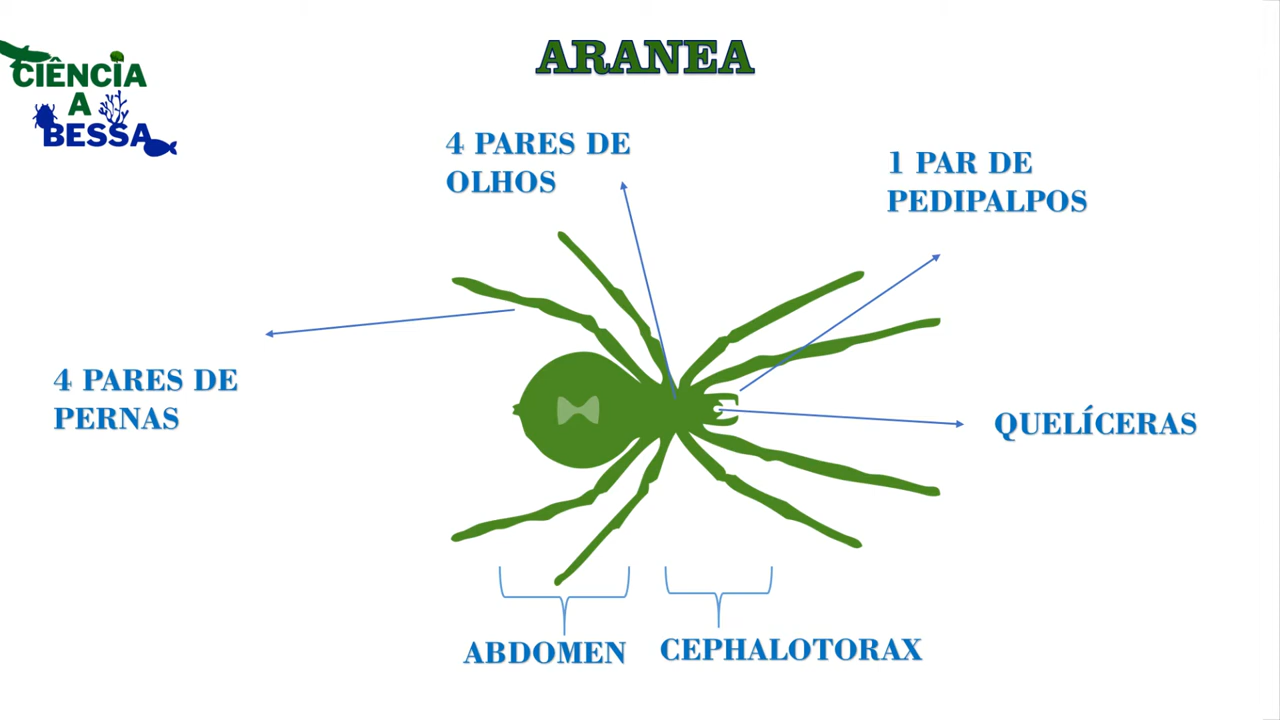 CIÊNCIA
A
BESSA
ARANEA
4 PARES DE
OLHOS
1 PAR DE
PEDIPALPOS
4 PARES DE
PERNAS
QUELÍCERAS
ABDOMEN
CEPHALOTORAX